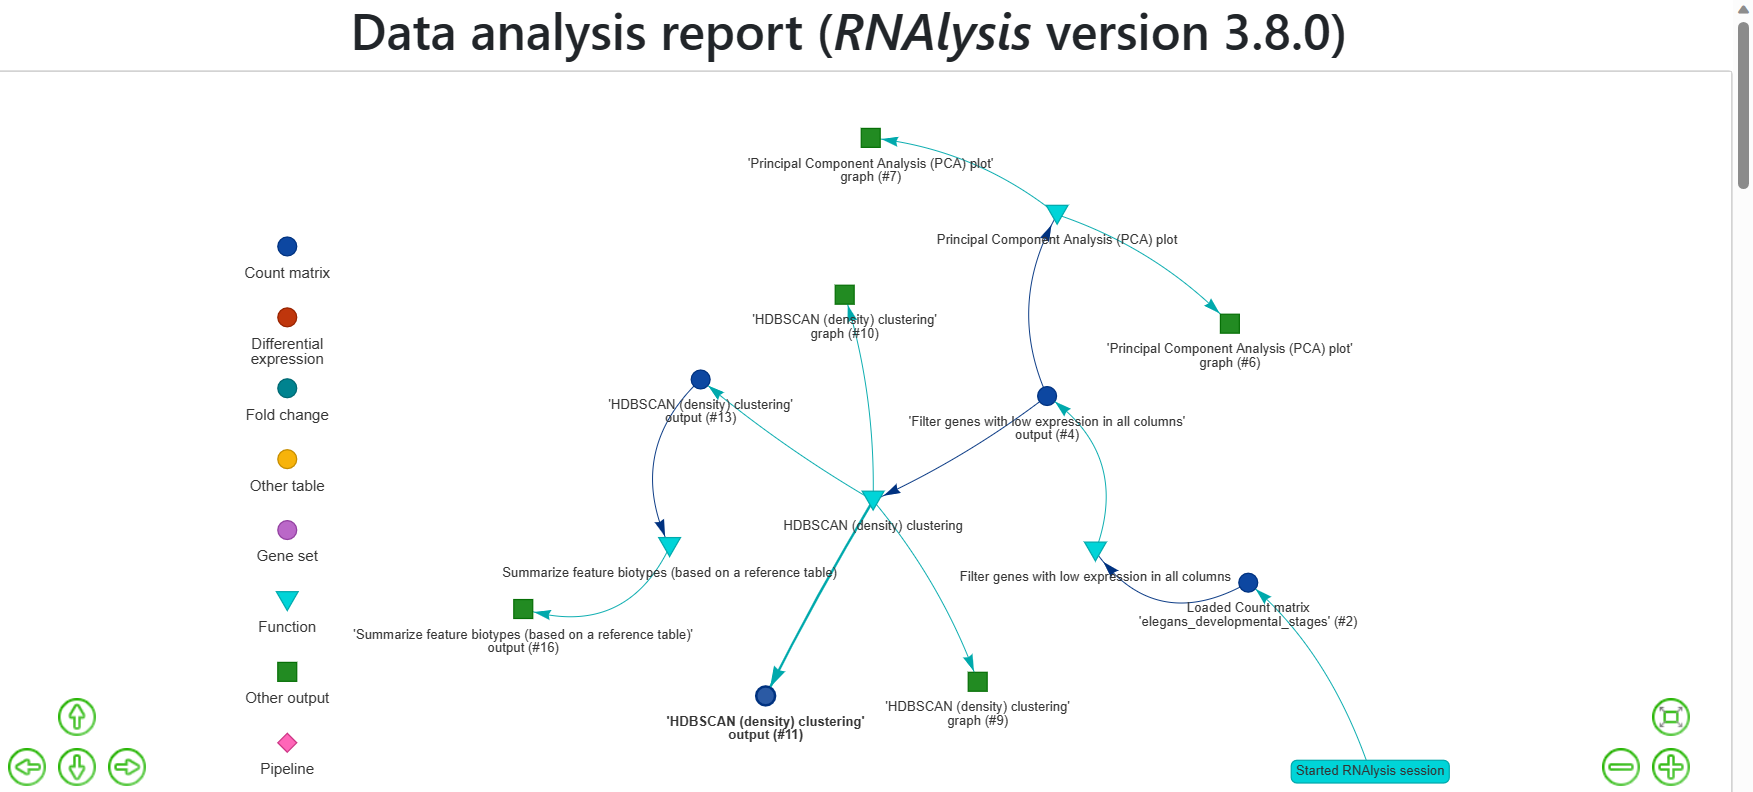 Data analysis report (RNAlysis version 3.8.0)
'Principal Component Analysis (PCA) plot'
graph (#7)
Principal Component Analysis (PCA) plot
Count matrix
'HDBSCAN (density) clustering'
graph (#10)
'Principal Component Analysis (PCA) plot'
graph (#6)
Differential
expression
'HDBSCAN (density) clustering'
output (#13)
'Filter genes with low expression in all columns'
output (#4)
Fold change
Other table
HDBSCAN (density) clustering
Gene set
Summarize feature biotypes (based on a reference table)
Filter genes with low expression in all columns
Loaded Count matrix
'elegans_developmental_stages' (#2)
Function
'Summarize feature biotypes (based on a reference table)'
output (#16)
Other output
'HDBSCAN (density) clustering'
graph (#9)
'HDBSCAN (density) clustering'
output (#11)
Pipeline
Started RNAlysis session